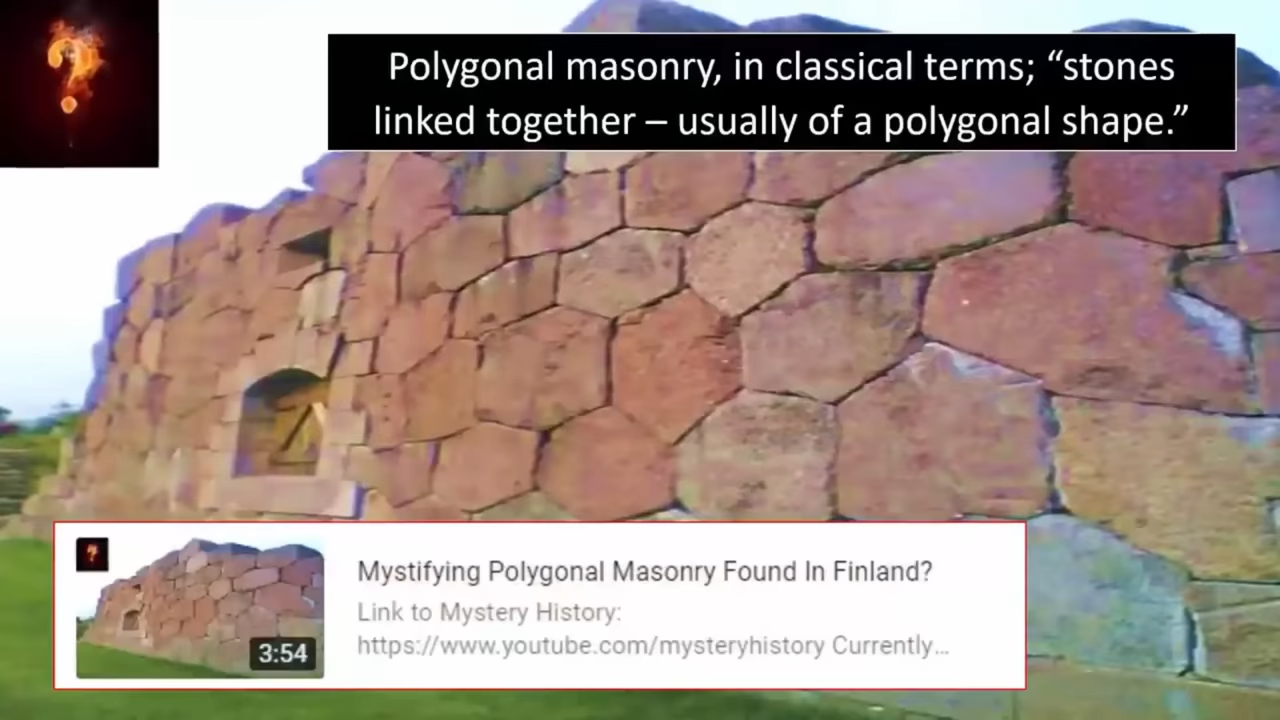 Polygonal masonry, in classical terms; “stones
linked together – usually of a polygonal shape.”
Mystifying Polygonal Masonry Found In Finland?
Link to Mystery History:
https://www.youtube.com/mysteryhistory Currently...
3:54